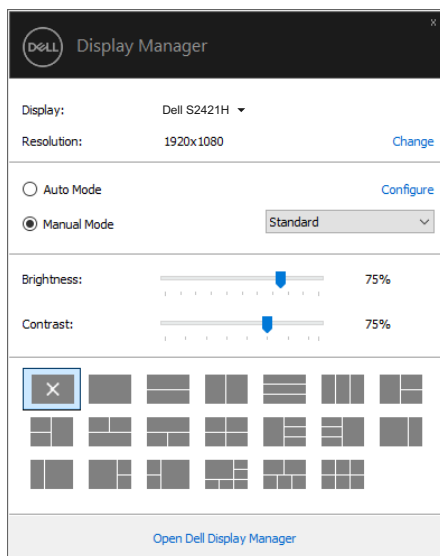 x
DELL Display Manager
Display: Dell S2421H
Resolution: 1920x1080 Change
Auto Mode Configure
Manual Mode Standard
Brightness: 75%
Contrast: 75%
Open Dell Display Manager